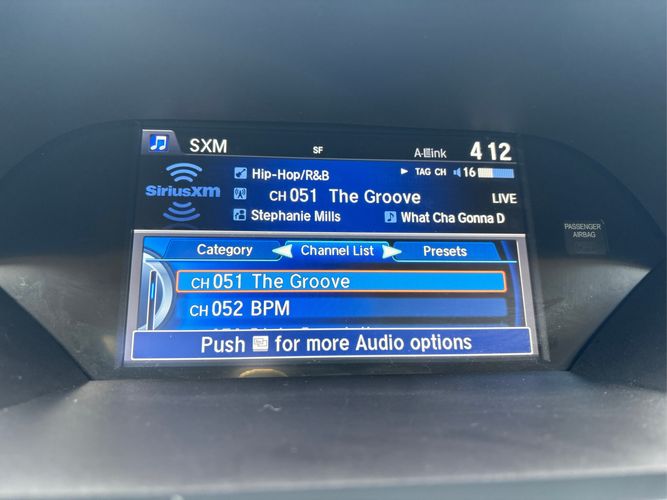 SXM SF A-Link 4 12
Hip-Hop/R&B TAG CH 16
SiriusXM CH 051 The Groove LIVE
Stephanie Mills What Cha Gonna D
PASSENGER
AIRBAG
Category Channel List Presets
CH 051 The Groove
CH 052 BPM
Push for more Audio options